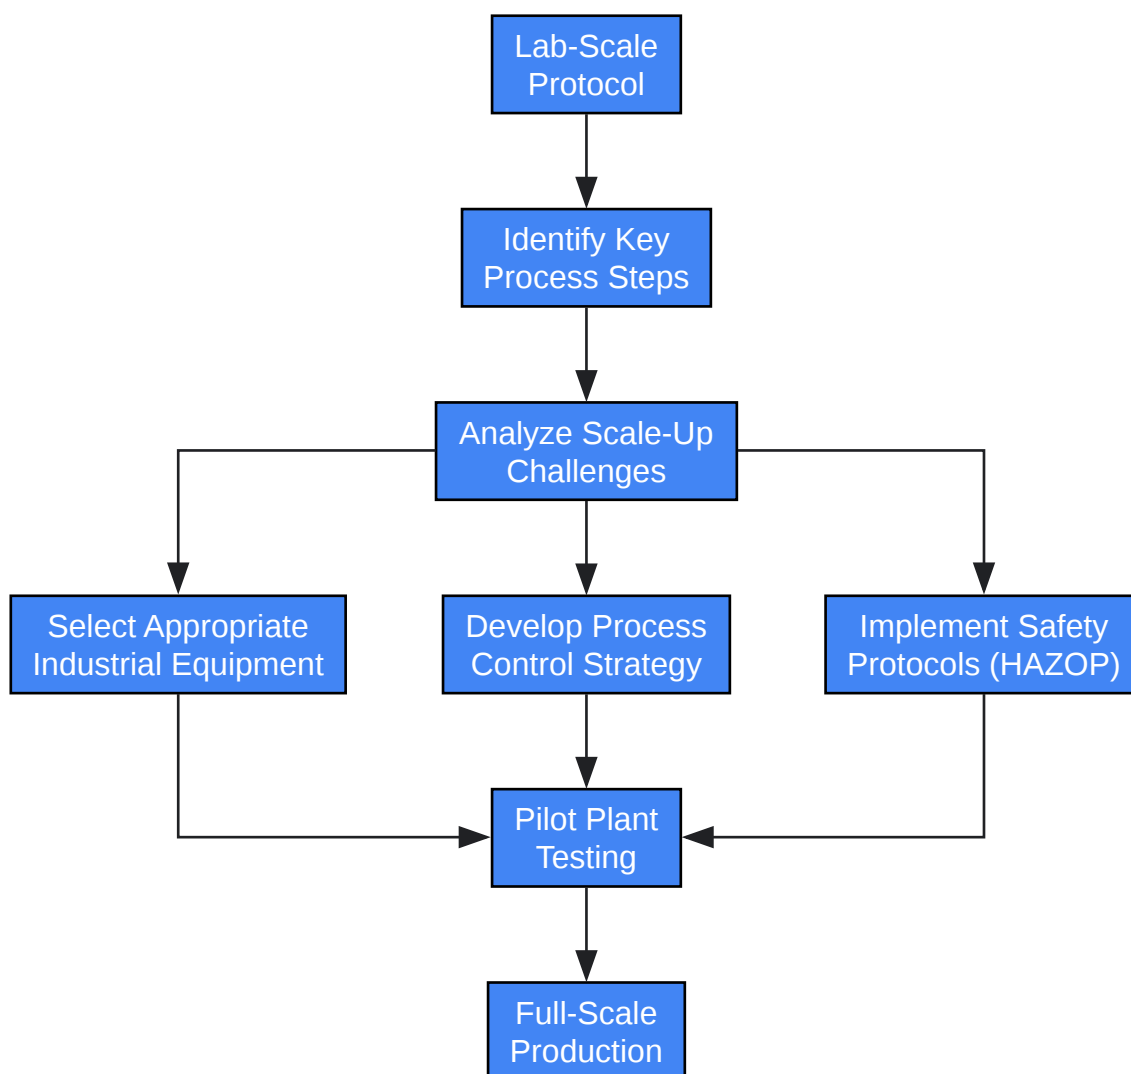 Lab-Scale
Protocol
Identify Key
Process Steps
Analyze Scale-Up
Challenges
Select Appropriate
Industrial Equipment
Develop Process
Control Strategy
Implement Safety
Protocols (HAZOP)
Pilot Plant
Testing
Full-Scale
Production